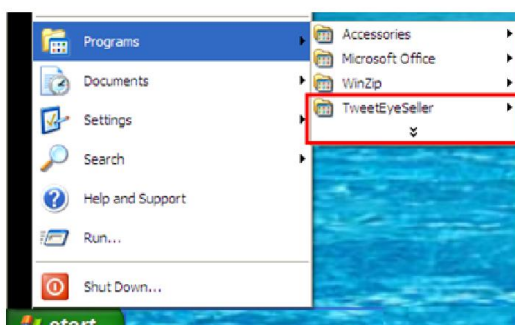 Programs
Documents
Settings
Search
Help and Support
Run...
Shut Down...
Accessories
Microsoft Office
WinZip
TweetEyeSeller
start